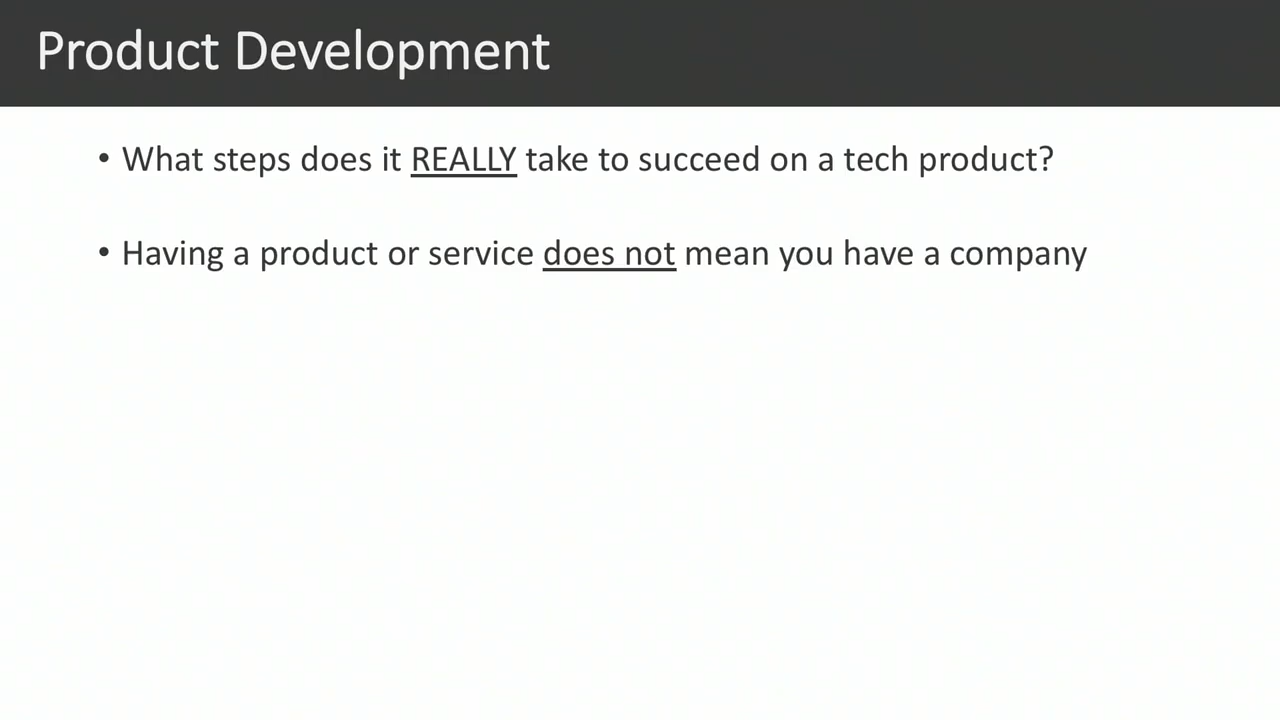 Product Development
• What steps does it REALLY take to succeed on a tech product?
• Having a product or service does not mean you have a company